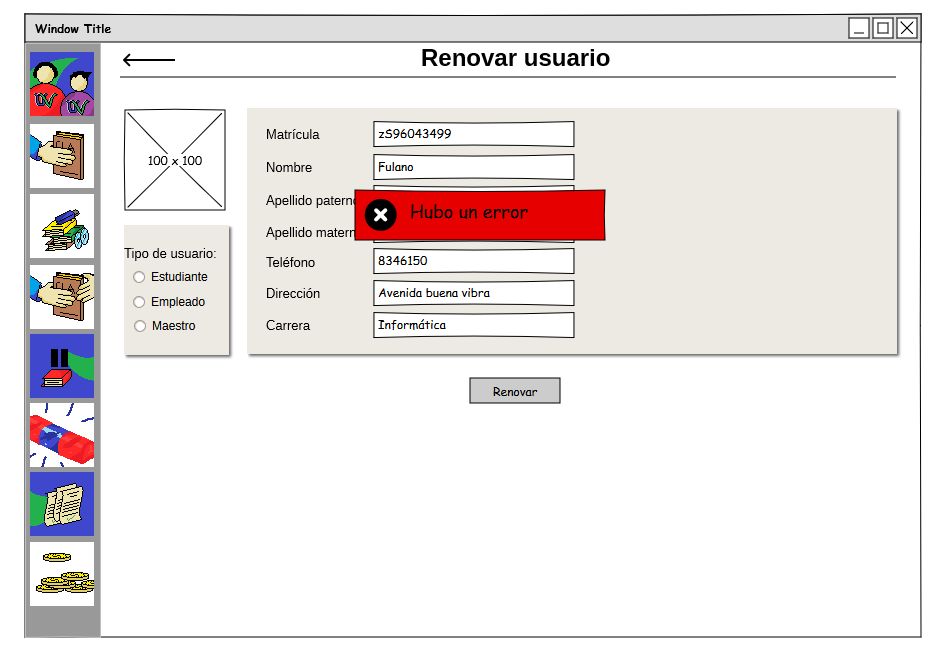 Window Title
Renovar usuario
100 x 100
Tipo de usuario:
Estudiante
Empleado
Maestro
Matrícula zS96043499
Nombre Fulano
Apellido paterno
Hubo un error
Apellido matern
Teléfono 8346150
Dirección Avenida buena vibra
Carrera Informática
Renovar